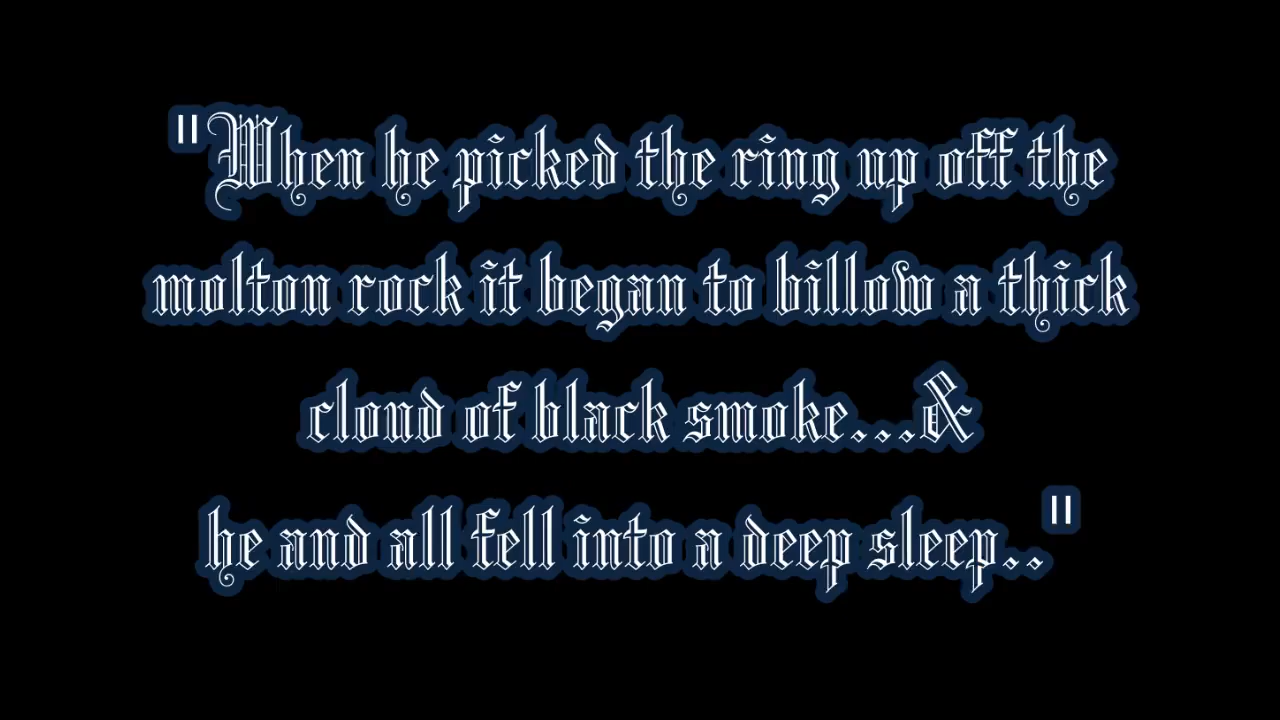 "When he picked the ring up off the
molton rock it began to billow a thick
cloud of black smoke...&
he and all fell into a deep sleep.."